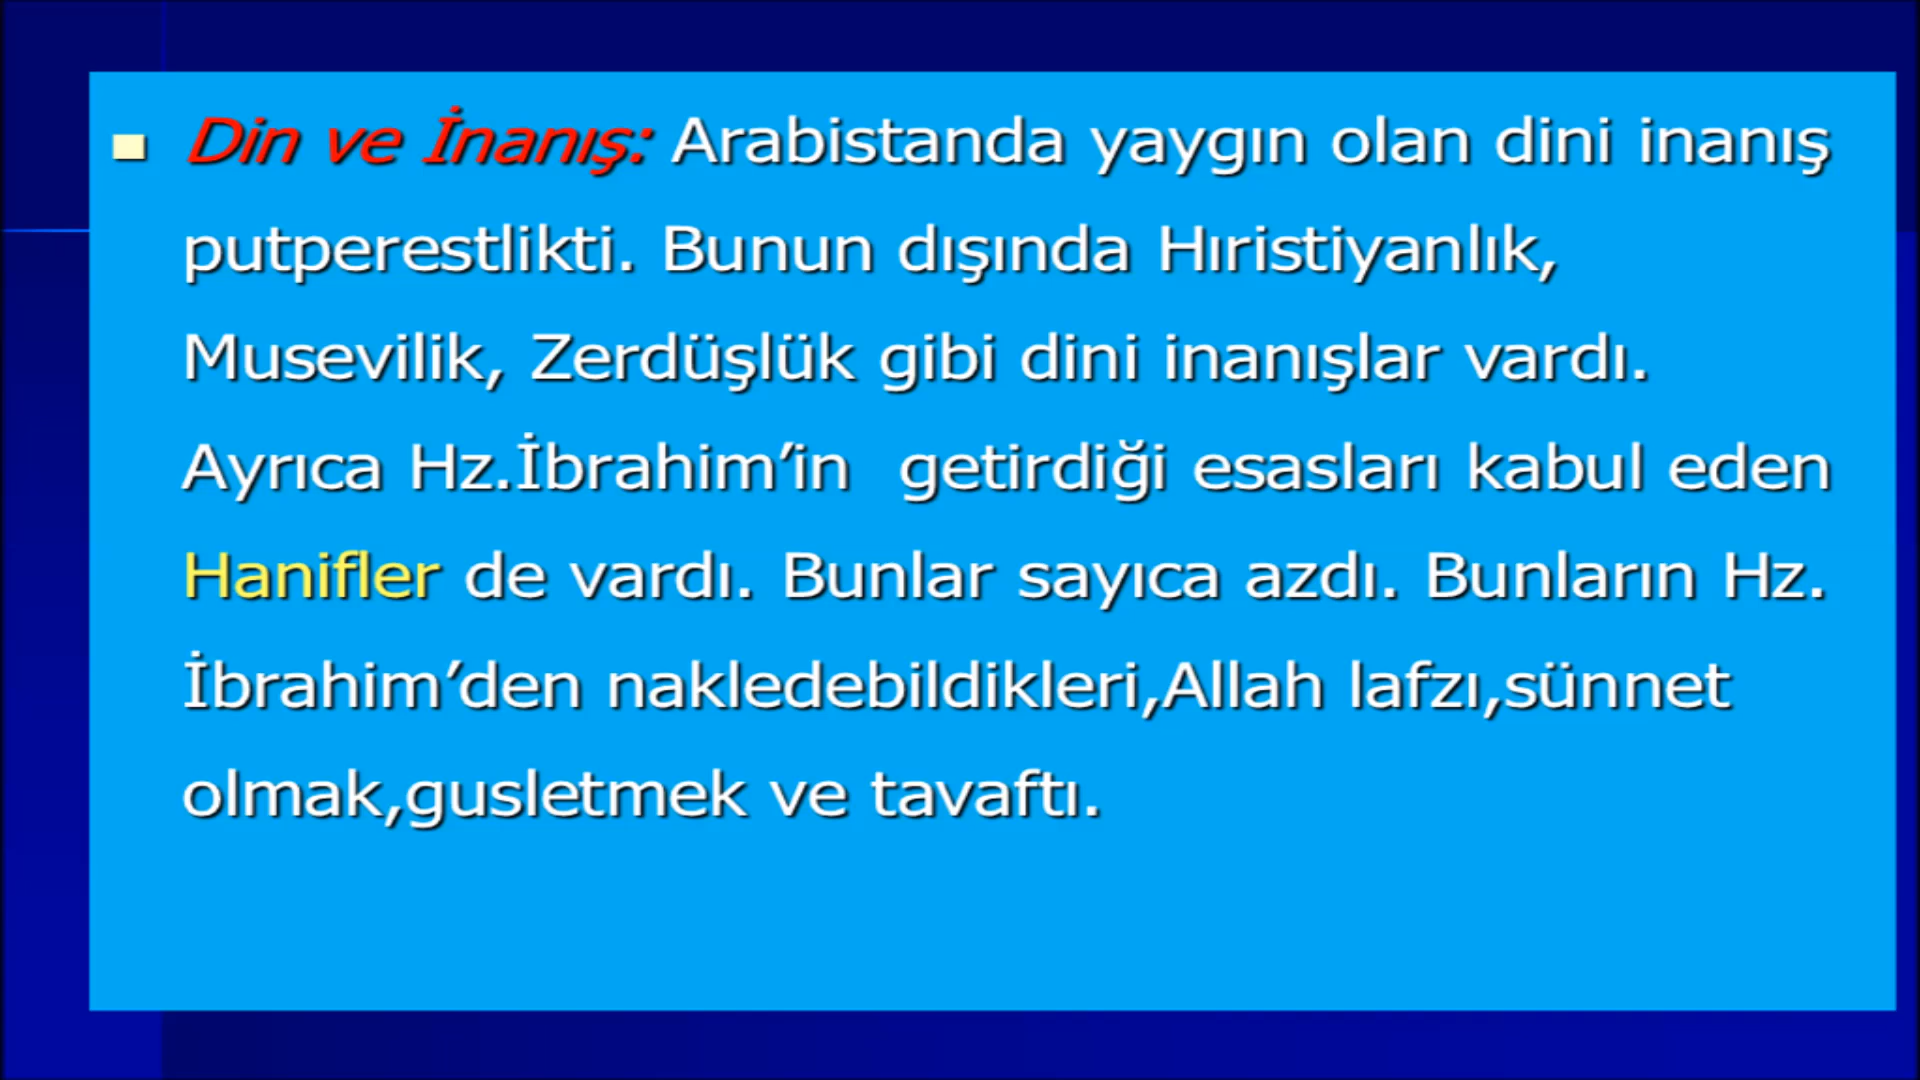 Din ve İnanış: Arabistanda yaygın olan dini inanış
putperestlikti. Bunun dışında Hıristiyanlık,
Musevilik, Zerdüşlük gibi dini inanışlar vardı.
Ayrıca Hz.İbrahim’in  getirdiği esasları kabul eden
Hanifler de vardı. Bunlar sayıca azdı. Bunların Hz.
İbrahim’den nakledebildikleri,Allah lafzı,sünnet
olmak,gusletmek ve tavaftı.